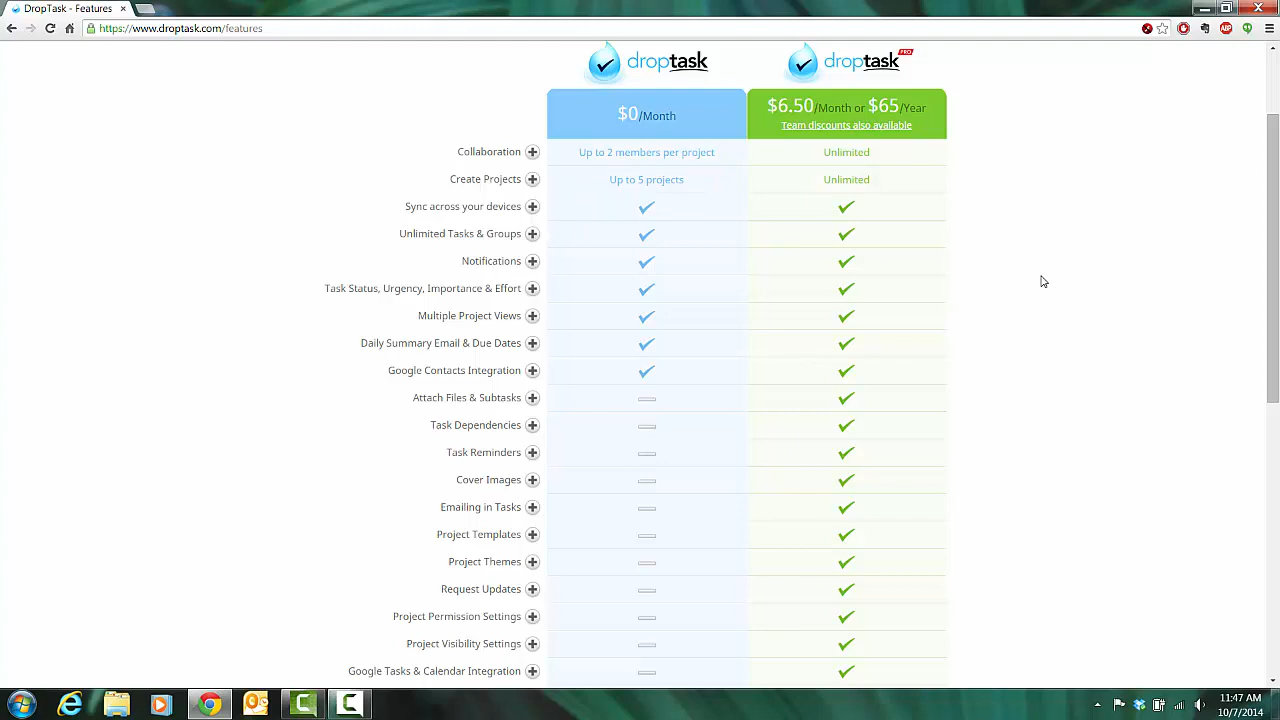 DropTask - Features
https://www.droptask.com/features
ABP
droptask
droptask PRO
$0/Month
$6.50/Month or $65/Year
Team discounts also available
Collaboration Up to 2 members per project Unlimited
Create Projects Up to 5 projects Unlimited
Sync across your devices
Unlimited Tasks & Groups
Notifications
Task Status, Urgency, Importance & Effort
Multiple Project Views
Daily Summary Email & Due Dates
Google Contacts Integration
Attach Files & Subtasks
Task Dependencies
Task Reminders
Cover Images
Emailing in Tasks
Project Templates
Project Themes
Request Updates
Project Permission Settings
Project Visibility Settings
Google Tasks & Calendar Integration
11:47 AM
10/7/2014